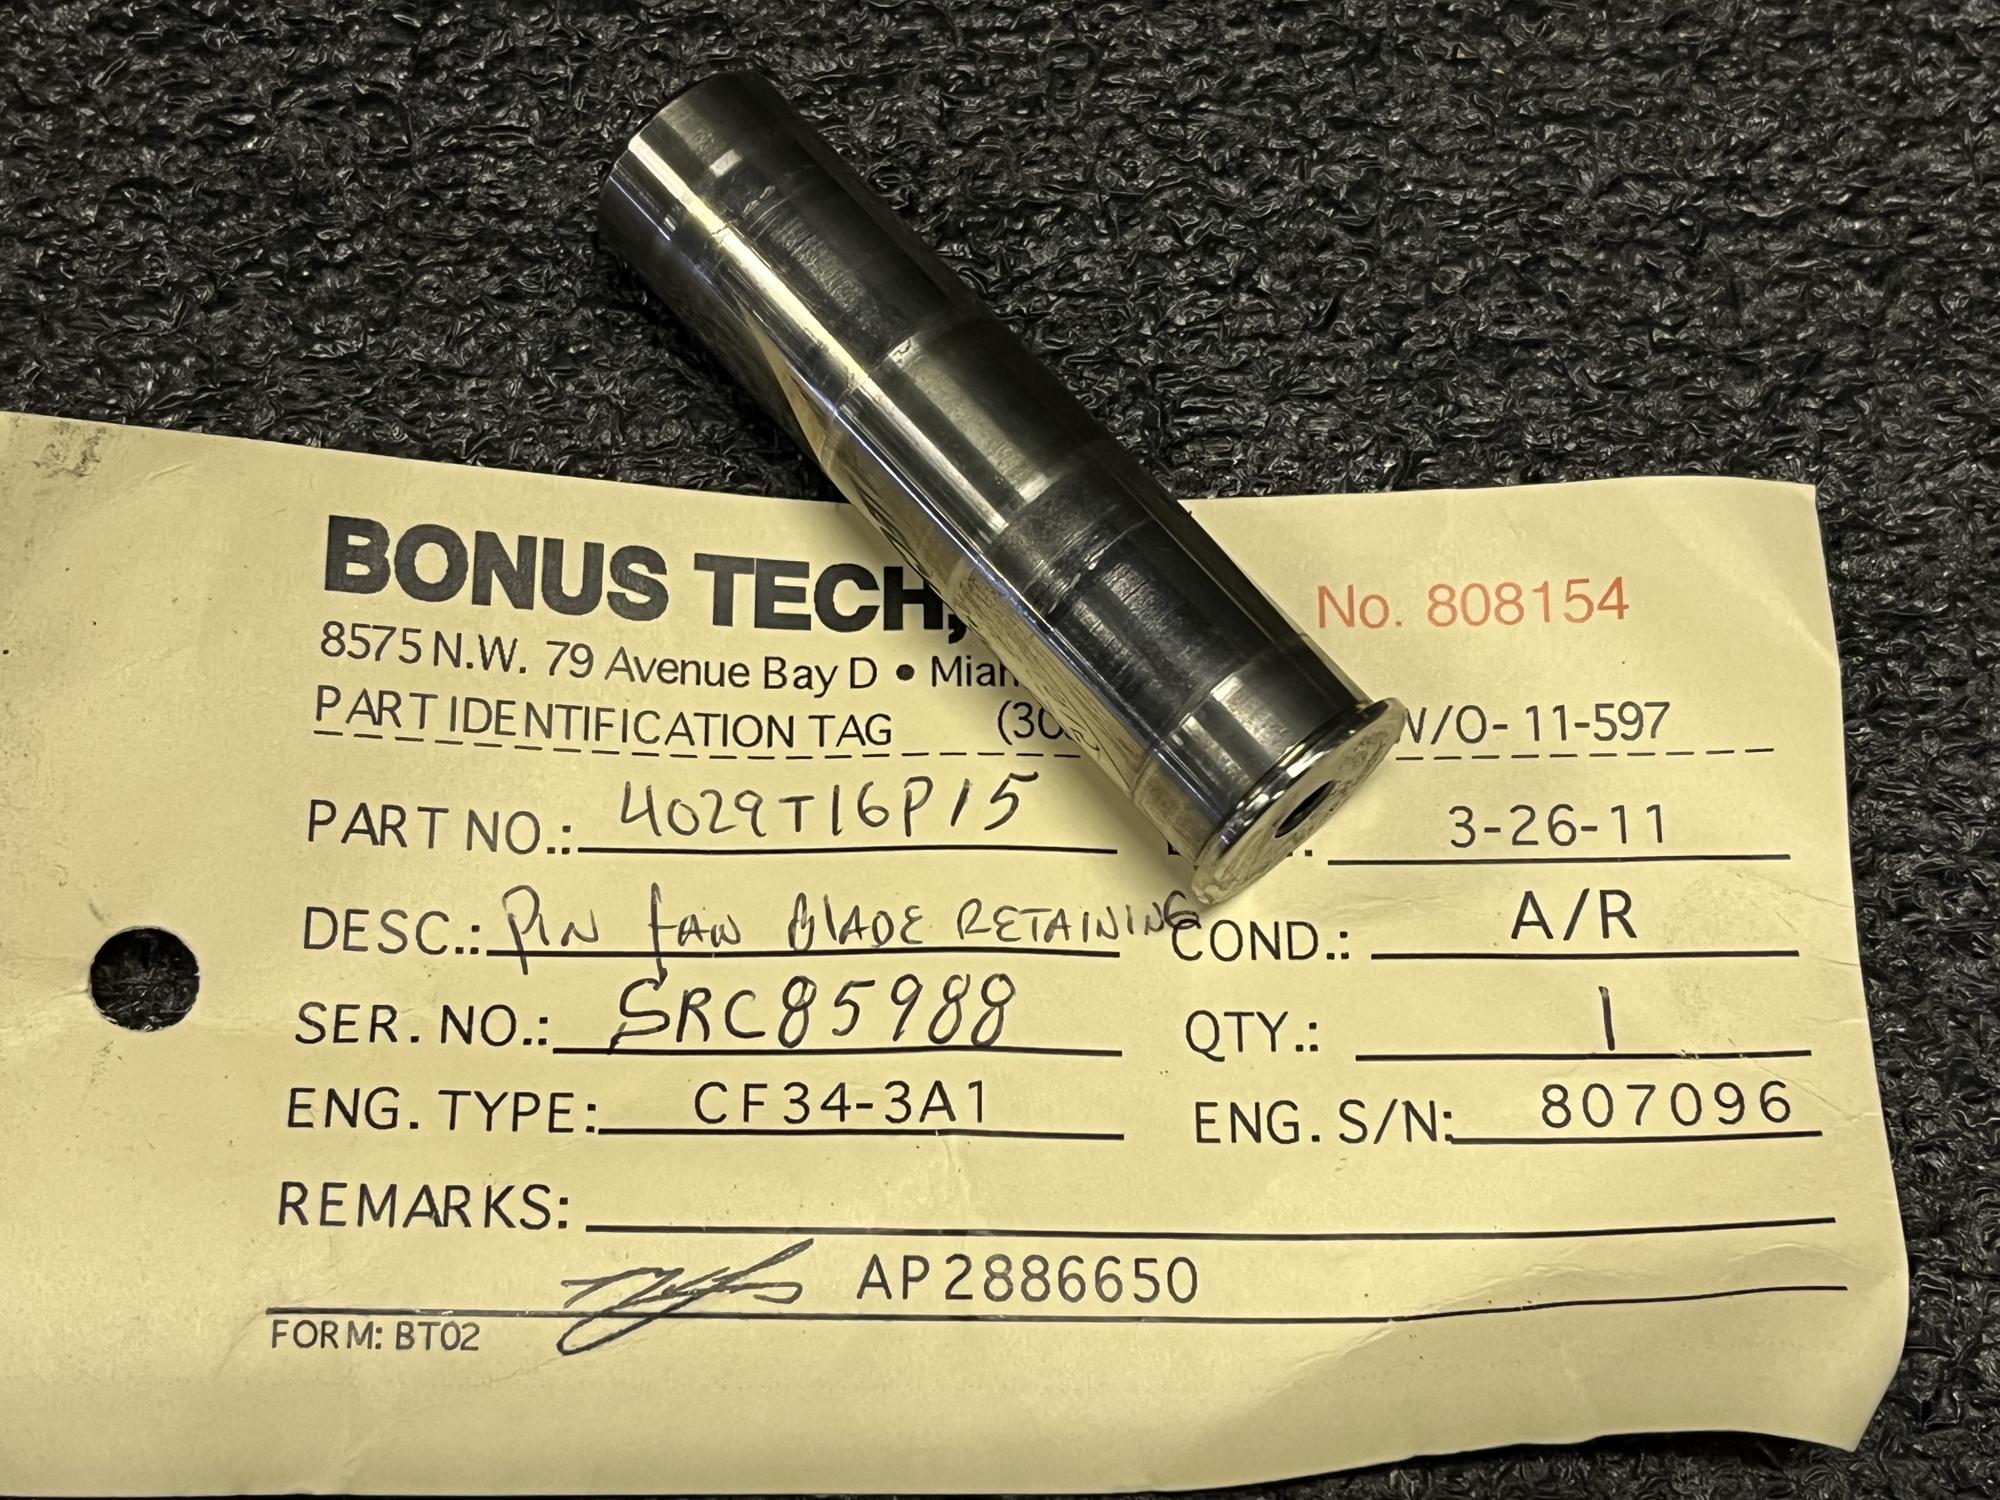 BONUS TECH, No. 808154
8575 N.W. 79 Avenue Bay D •
PART IDENTIFICATION TAG W/O- 11-597
PART NO.: 4029T16P15 3-26-11
DESC.: PIN FAN BLADE RETAINING COND.: A/R
SER. NO.: SRC85988 QTY.: 1
ENG. TYPE: CF34-3A1 ENG. S/N: 807096
REMARKS:
AP2886650
FORM: BT02